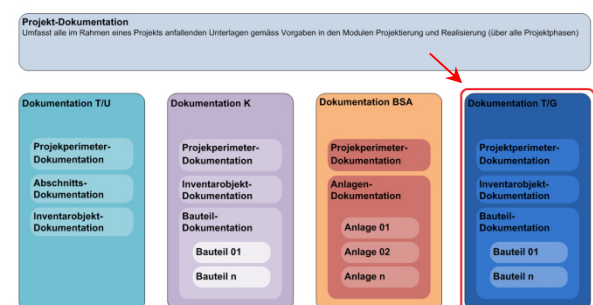 Projekt-Dokumentation
Umfasst alle im Rahmen eines Projekts anfallenden Unterlagen gemäss Vorgaben in den Modulen Projektierung und Realisierung (über alle Projektphasen)
Dokumentation T/U
Projekperimeter-
Dokumentation
Abschnitts-
Dokumentation
Inventarobjekt-
Dokumentation
Dokumentation K
Projekperimeter-
Dokumentation
Inventarobjekt-
Dokumentation
Bauteil-
Dokumentation
Bauteil 01
Bauteil n
Dokumentation BSA
Projekperimeter-
Dokumentation
Anlagen-
Dokumentation
Anlage 01
Anlage 02
Anlage n
Dokumentation T/G
Projektperimeter-
Dokumentation
Inventarobjekt-
Dokumentation
Bauteil-
Dokumentation
Bauteil 01
Bauteil n